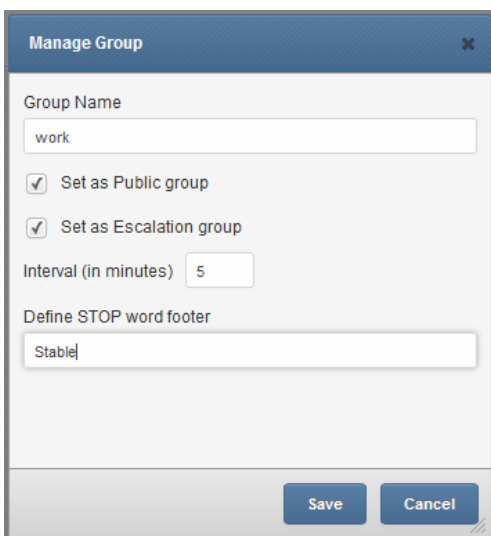 Manage Group
Group Name
work
Set as Public group
Set as Escalation group
Interval (in minutes) 5
Define STOP word footer
Stable
Save Cancel